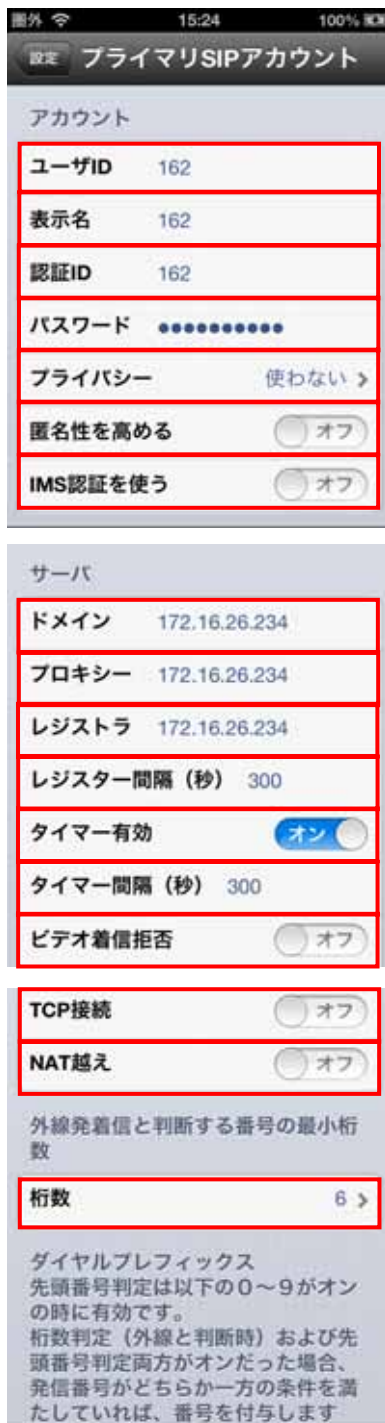 圏外 15:24 100%
設定 プライマリSIPアカウント
アカウント
ユーザID 162
表示名 162
認証ID 162
パスワード ●●●●●●●●●●
プライバシー 使わない
匿名性を高める オフ
IMS認証を使う オフ
サーバ
ドメイン 172.16.26.234
プロキシー 172.16.26.234
レジストラ 172.16.26.234
レジスター間隔（秒） 300
タイマー有効 オン
タイマー間隔（秒） 300
ビデオ着信拒否 オフ
TCP接続 オフ
NAT越え オフ
外線発着信と判断する番号の最小桁
数
桁数 6
ダイヤルプレフィックス
先頭番号判定は以下の０～９がオン
の時に有効です。
桁数判定（外線と判断時）および先
頭番号判定両方がオンだった場合、
発信番号がどちらか一方の条件を満
たしていれば、番号を付与します